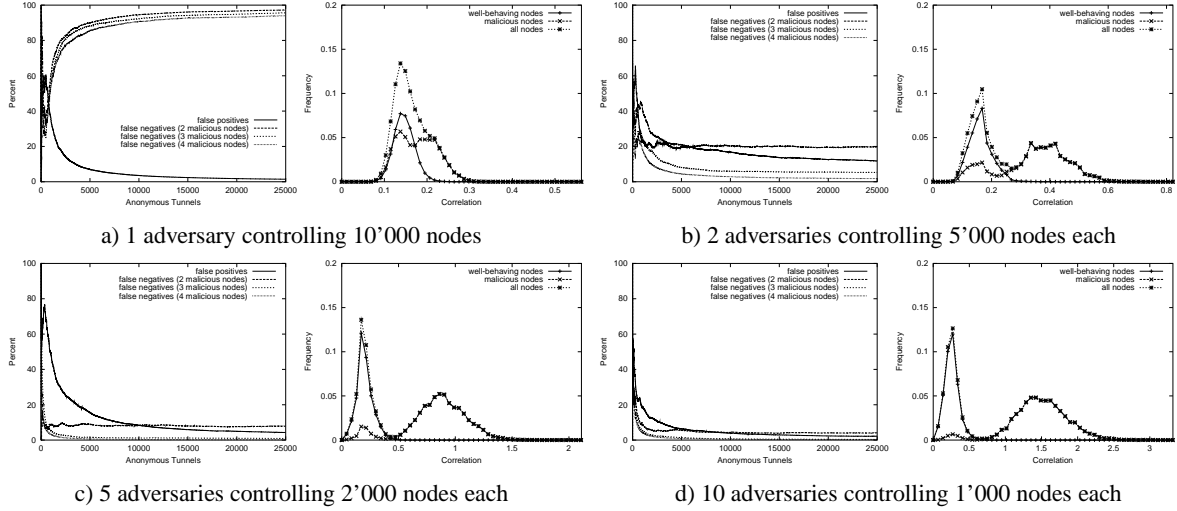 100
80
60
40
20
0
Percent
0 5000 10000 15000 20000 25000
Anonymous Tunnels
false positives
false negatives (2 malicious nodes)
false negatives (3 malicious nodes)
false negatives (4 malicious nodes)
0.2
0.15
0.1
0.05
0
Frequency
0.0 0.1 0.2 0.3 0.4 0.5
Correlation
well-behaving nodes
malicious nodes
all nodes
a) 1 adversary controlling 10'000 nodes
100
80
60
40
20
0
Percent
0 5000 10000 15000 20000 25000
Anonymous Tunnels
false positives
false negatives (2 malicious nodes)
false negatives (3 malicious nodes)
false negatives (4 malicious nodes)
0.2
0.15
0.1
0.05
0
Frequency
0.0 0.2 0.4 0.6 0.8
Correlation
well-behaving nodes
malicious nodes
all nodes
b) 2 adversaries controlling 5'000 nodes each
100
80
60
40
20
0
Percent
0 5000 10000 15000 20000 25000
Anonymous Tunnels
false positives
false negatives (2 malicious nodes)
false negatives (3 malicious nodes)
false negatives (4 malicious nodes)
0.2
0.15
0.1
0.05
0
Frequency
0.0 0.5 1 1.5 2
Correlation
well-behaving nodes
malicious nodes
all nodes
c) 5 adversaries controlling 2'000 nodes each
100
80
60
40
20
0
Percent
0 5000 10000 15000 20000 25000
Anonymous Tunnels
false positives
false negatives (2 malicious nodes)
false negatives (3 malicious nodes)
false negatives (4 malicious nodes)
0.2
0.15
0.1
0.05
0
Frequency
0.0 0.5 1 1.5 2.0 2.5 3.0
Correlation
well-behaving nodes
malicious nodes
all nodes
d) 10 adversaries controlling 1'000 nodes each